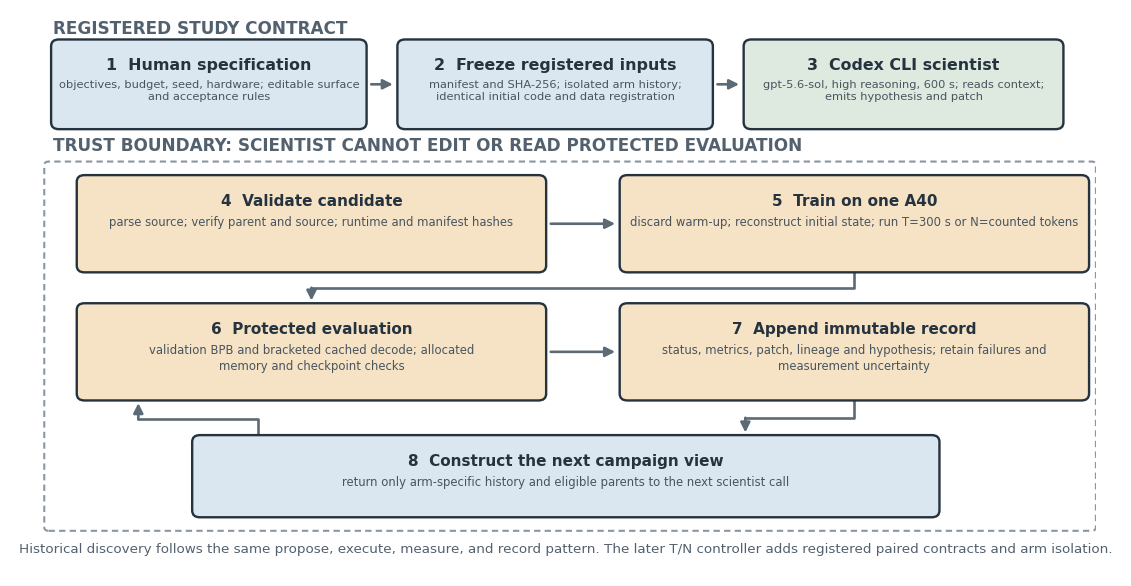 REGISTERED STUDY CONTRACT
1 Human specification
objectives, budget, seed, hardware; editable surface
and acceptance rules
2 Freeze registered inputs
manifest and SHA-256; isolated arm history;
identical initial code and data registration
3 Codex CLI scientist
gpt-5.6-sol, high reasoning, 600 s; reads context;
emits hypothesis and patch
TRUST BOUNDARY: SCIENTIST CANNOT EDIT OR READ PROTECTED EVALUATION
4 Validate candidate
parse source; verify parent and source; runtime and manifest hashes
5 Train on one A40
discard warm-up; reconstruct initial state; run T=300 s or N=counted tokens
6 Protected evaluation
validation BPB and bracketed cached decode; allocated
memory and checkpoint checks
7 Append immutable record
status, metrics, patch, lineage and hypothesis; retain failures and
measurement uncertainty
8 Construct the next campaign view
return only arm-specific history and eligible parents to the next scientist call
Historical discovery follows the same propose, execute, measure, and record pattern. The later T/N controller adds registered paired contracts and arm isolation.